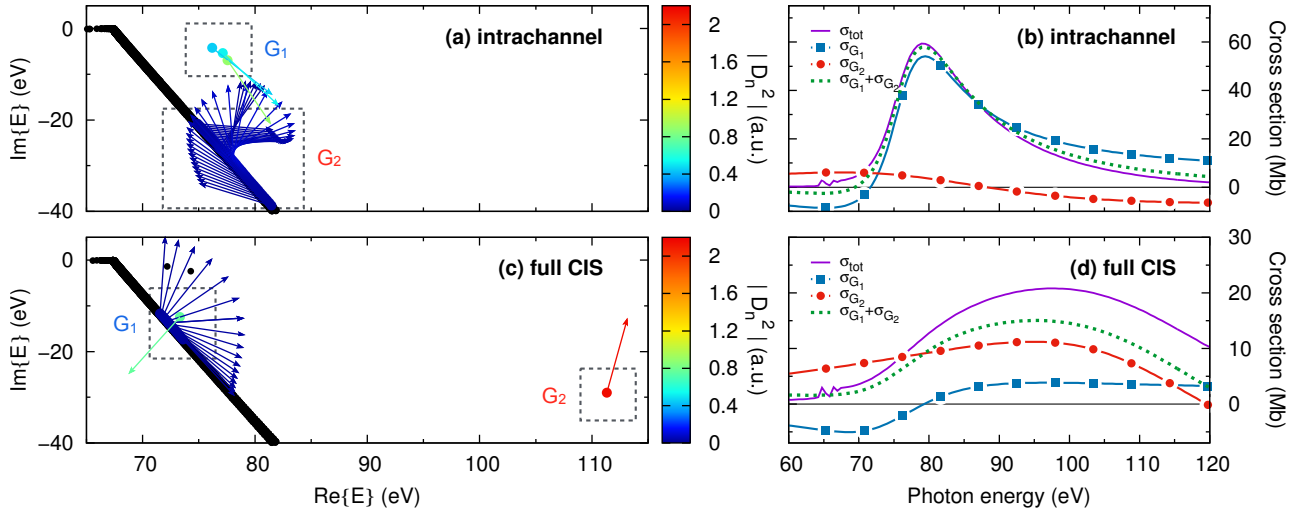 (a) intrachannel
G1
G2
Im{E} (eV)
0
−20
−40
2
1.6
1.2
0.8
0.4
0
| Dn2 | (a.u.)
(b) intrachannel
σtot
σG1
σG2
σG1+σG2
60
40
20
0
Cross section (Mb)
(c) full CIS
G1
G2
Im{E} (eV)
0
−20
−40
70
80
90
100
110
Re{E} (eV)
2
1.6
1.2
0.8
0.4
0
| Dn2 | (a.u.)
(d) full CIS
σtot
σG1
σG2
σG1+σG2
30
20
10
0
Cross section (Mb)
60
70
80
90
100
110
120
Photon energy (eV)